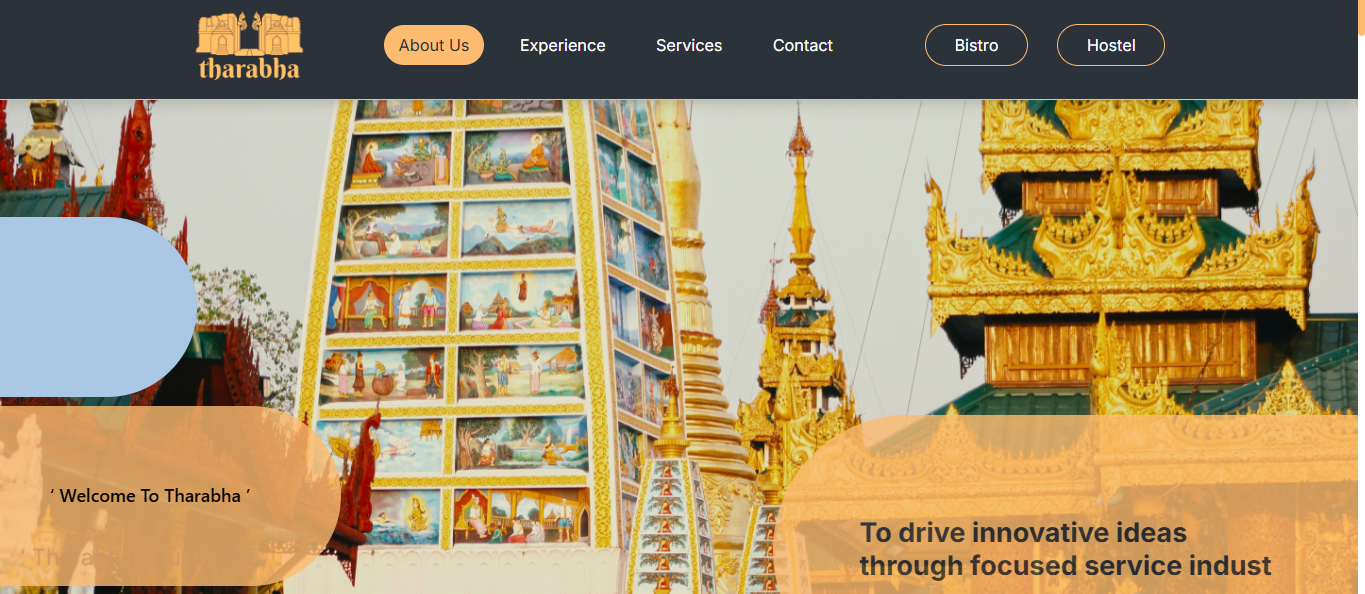 tharabha
About Us
Experience
Services
Contact
Bistro
Hostel
‘ Welcome To Tharabha ’
To drive innovative ideas
through focused service indust